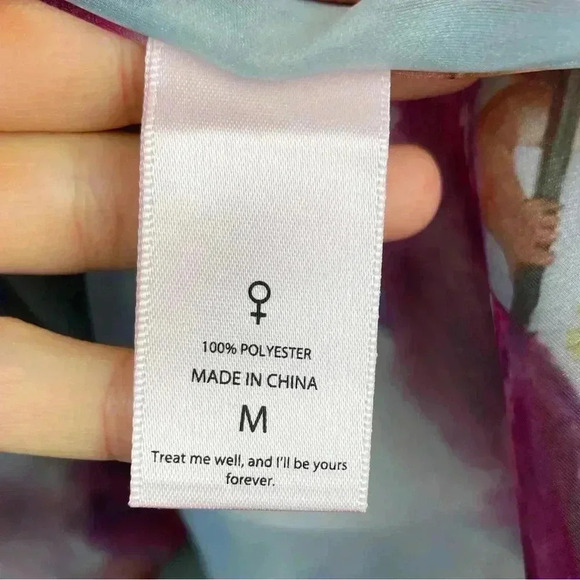 ♀
100% POLYESTER
MADE IN CHINA
M
Treat me well, and I'll be yours
forever.